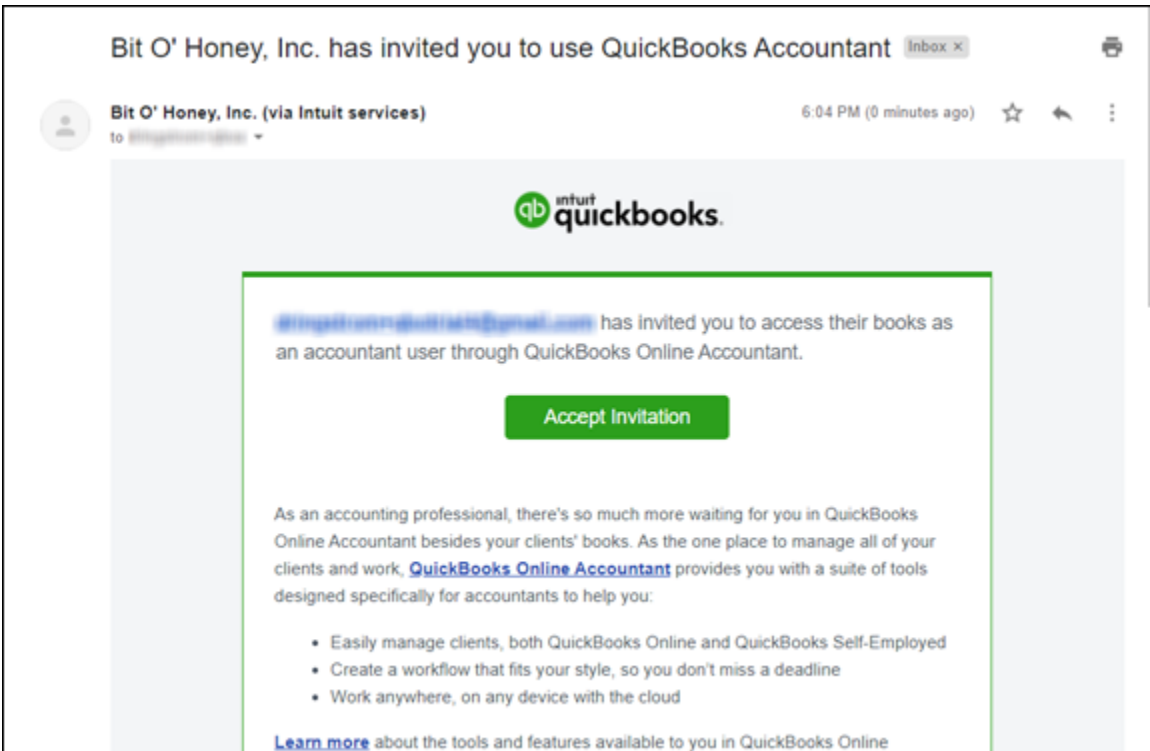 Bit O' Honey, Inc. has invited you to use QuickBooks Accountant Inbox ×
Bit O' Honey, Inc. (via Intuit services) 6:04 PM (0 minutes ago)
to
qb intuit quickbooks.
has invited you to access their books as
an accountant user through QuickBooks Online Accountant.
Accept Invitation
As an accounting professional, there's so much more waiting for you in QuickBooks
Online Accountant besides your clients' books. As the one place to manage all of your
clients and work, QuickBooks Online Accountant provides you with a suite of tools
designed specifically for accountants to help you:
• Easily manage clients, both QuickBooks Online and QuickBooks Self-Employed
• Create a workflow that fits your style, so you don't miss a deadline
• Work anywhere, on any device with the cloud
Learn more about the tools and features available to you in QuickBooks Online